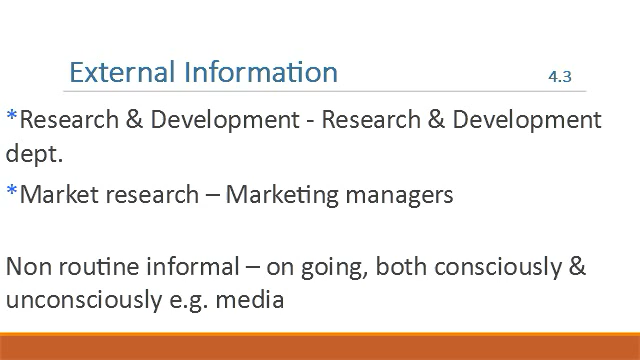 External Information 4.3
*Research & Development - Research & Development
dept.
*Market research – Marketing managers
Non routine informal – on going, both consciously &
unconsciously e.g. media